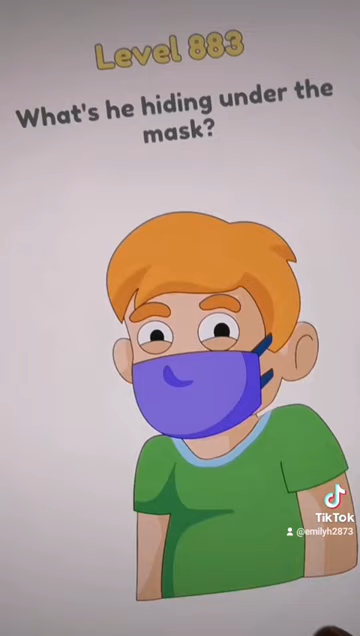 Level 883
What's he hiding under the
mask?
TikTok
@emilyh2873